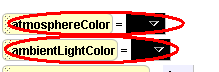 atmosphereColor =
ambientLightColor =